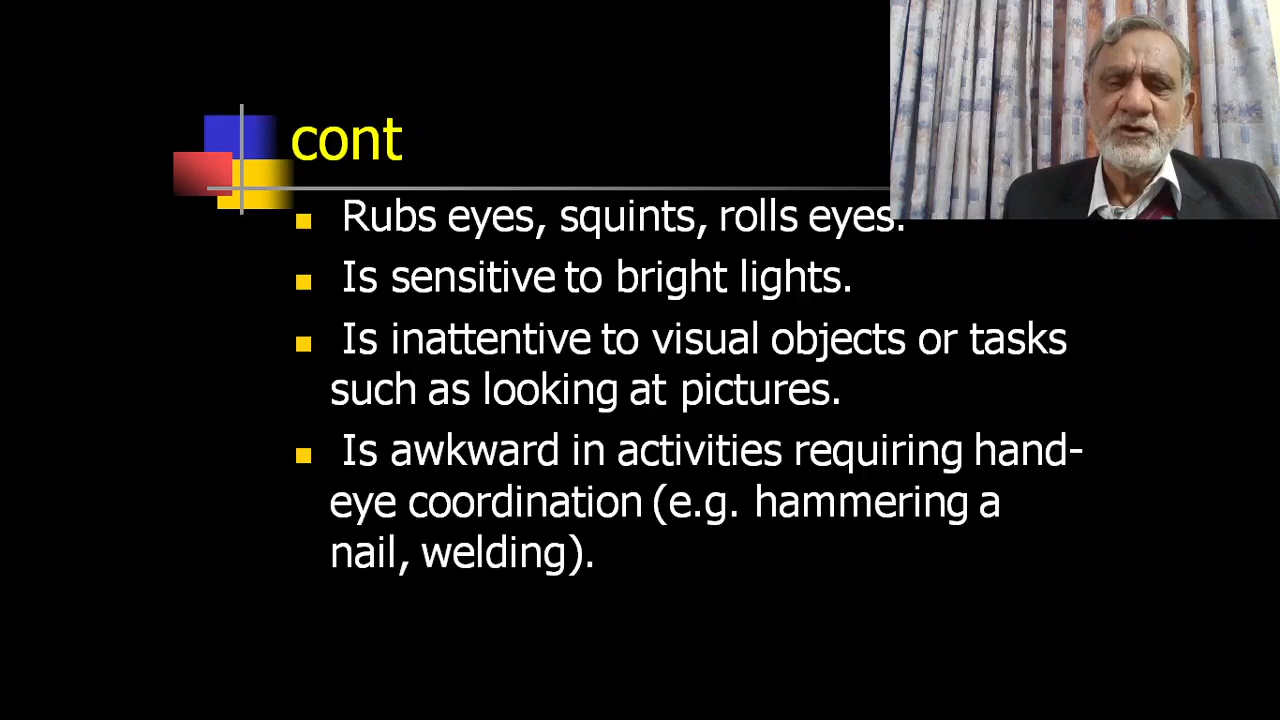 cont
Rubs eyes, squints, rolls eyes.
Is sensitive to bright lights.
Is inattentive to visual objects or tasks
such as looking at pictures.
Is awkward in activities requiring hand-
eye coordination (e.g. hammering a
nail, welding).